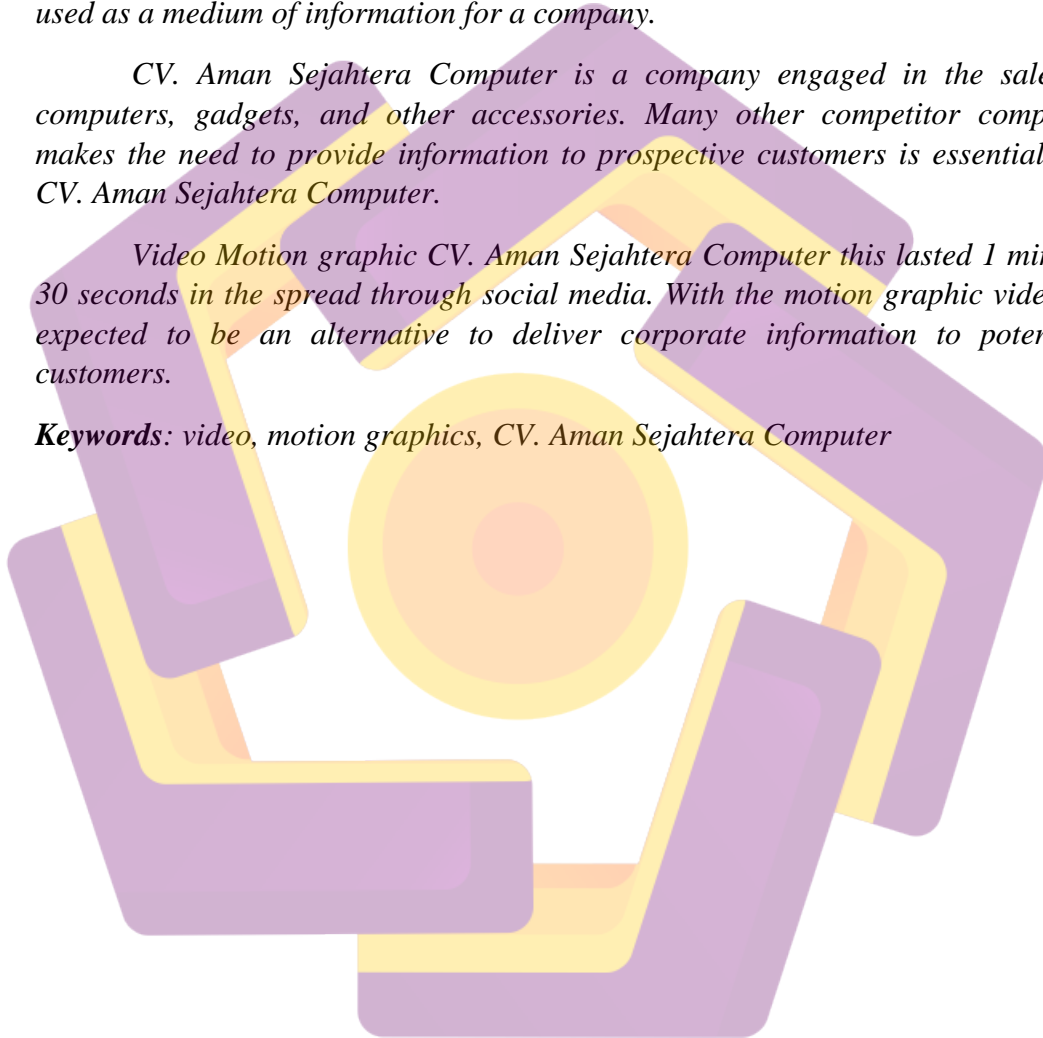 used as a medium of information for a company.
CV. Aman Sejahtera Computer is a company engaged in the sale
computers, gadgets, and other accessories. Many other competitor comp
makes the need to provide information to prospective customers is essential
CV. Aman Sejahtera Computer.
Video Motion graphic CV. Aman Sejahtera Computer this lasted 1 min
30 seconds in the spread through social media. With the motion graphic vide
expected to be an alternative to deliver corporate information to poten
customers.
Keywords: video, motion graphics, CV. Aman Sejahtera Computer